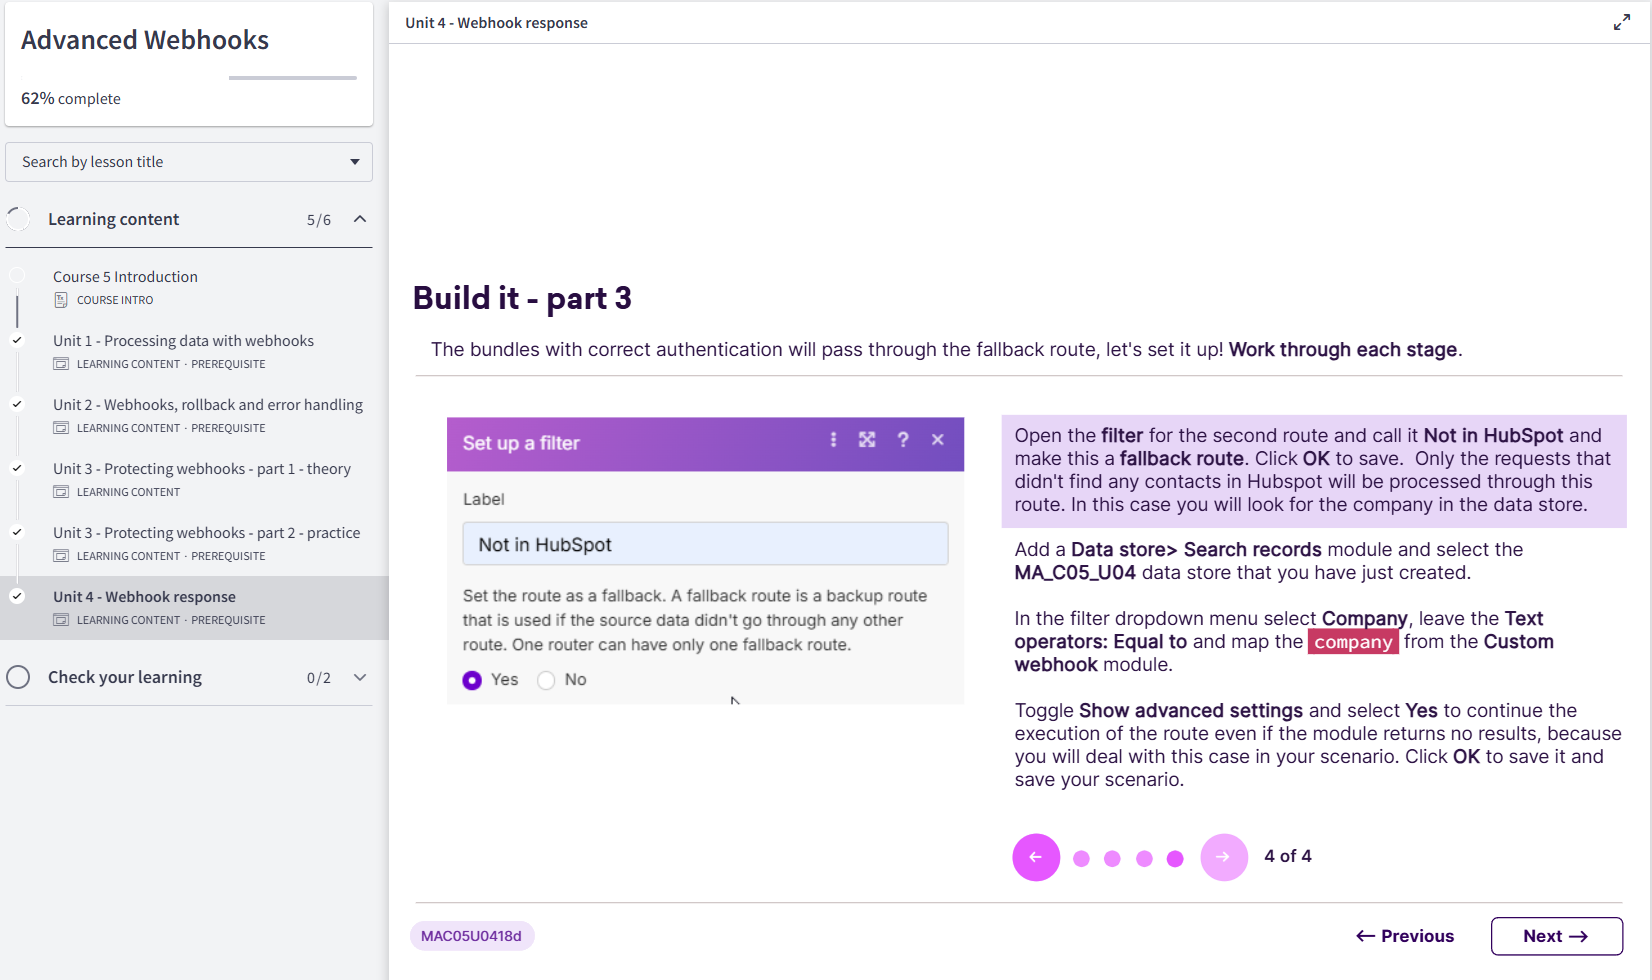 Advanced Webhooks
62% complete
Search by lesson title
Learning content 5/6
Course 5 Introduction
COURSE INTRO
Unit 1 - Processing data with webhooks
LEARNING CONTENT · PREREQUISITE
Unit 2 - Webhooks, rollback and error handling
LEARNING CONTENT · PREREQUISITE
Unit 3 - Protecting webhooks - part 1 - theory
LEARNING CONTENT
Unit 3 - Protecting webhooks - part 2 - practice
LEARNING CONTENT · PREREQUISITE
Unit 4 - Webhook response
LEARNING CONTENT · PREREQUISITE
Check your learning 0/2
Unit 4 - Webhook response
Build it - part 3
The bundles with correct authentication will pass through the fallback route, let's set it up! Work through each stage.
Set up a filter
Label
Not in HubSpot
Set the route as a fallback. A fallback route is a backup route
that is used if the source data didn't go through any other
route. One router can have only one fallback route.
Yes No
Open the filter for the second route and call it Not in HubSpot and
make this a fallback route. Click OK to save. Only the requests that
didn't find any contacts in Hubspot will be processed through this
route. In this case you will look for the company in the data store.
Add a Data store> Search records module and select the
MA_C05_U04 data store that you have just created.
In the filter dropdown menu select Company, leave the Text
operators: Equal to and map the company from the Custom
webhook module.
Toggle Show advanced settings and select Yes to continue the
execution of the route even if the module returns no results, because
you will deal with this case in your scenario. Click OK to save it and
save your scenario.
4 of 4
MAC05U0418d
← Previous
Next →